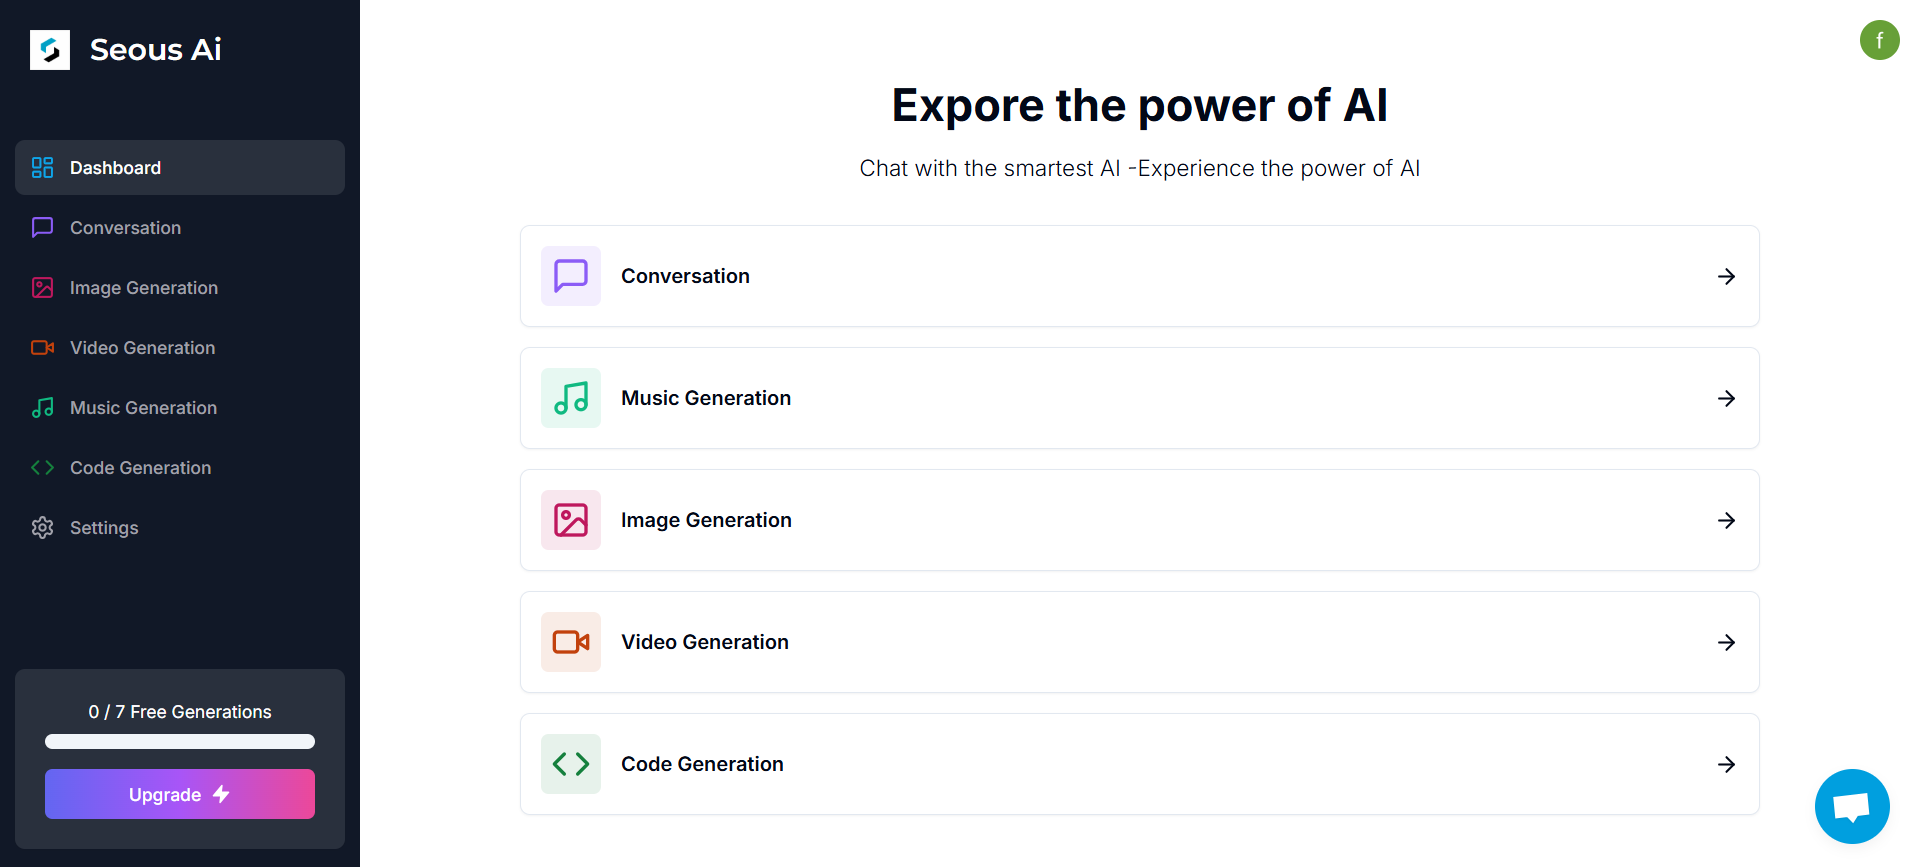 Seous Ai
Dashboard
Conversation
Image Generation
Video Generation
Music Generation
Code Generation
Settings
0 / 7 Free Generations
Upgrade
f
Expore the power of AI
Chat with the smartest AI -Experience the power of AI
Conversation
Music Generation
Image Generation
Video Generation
Code Generation